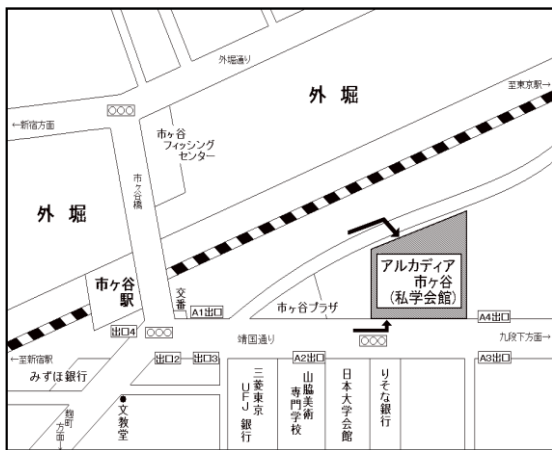 外堀通り
至東京駅→
外 堀
←新宿方面
市ヶ谷
フィッシング
センター
市ヶ谷橋
外 堀
アルカディア
市ヶ谷
(私学会館)
市ヶ谷
駅
交番
A1出口
市ヶ谷プラザ
A4出口
出口4
靖国通り
九段下方面→
←至新宿駅
出口2
出口3
A2出口
A3出口
みずほ銀行
麹町
方面→
●文教堂
三菱東京
UFJ銀行
山脇美術
専門学校
日本大学会館
りそな銀行